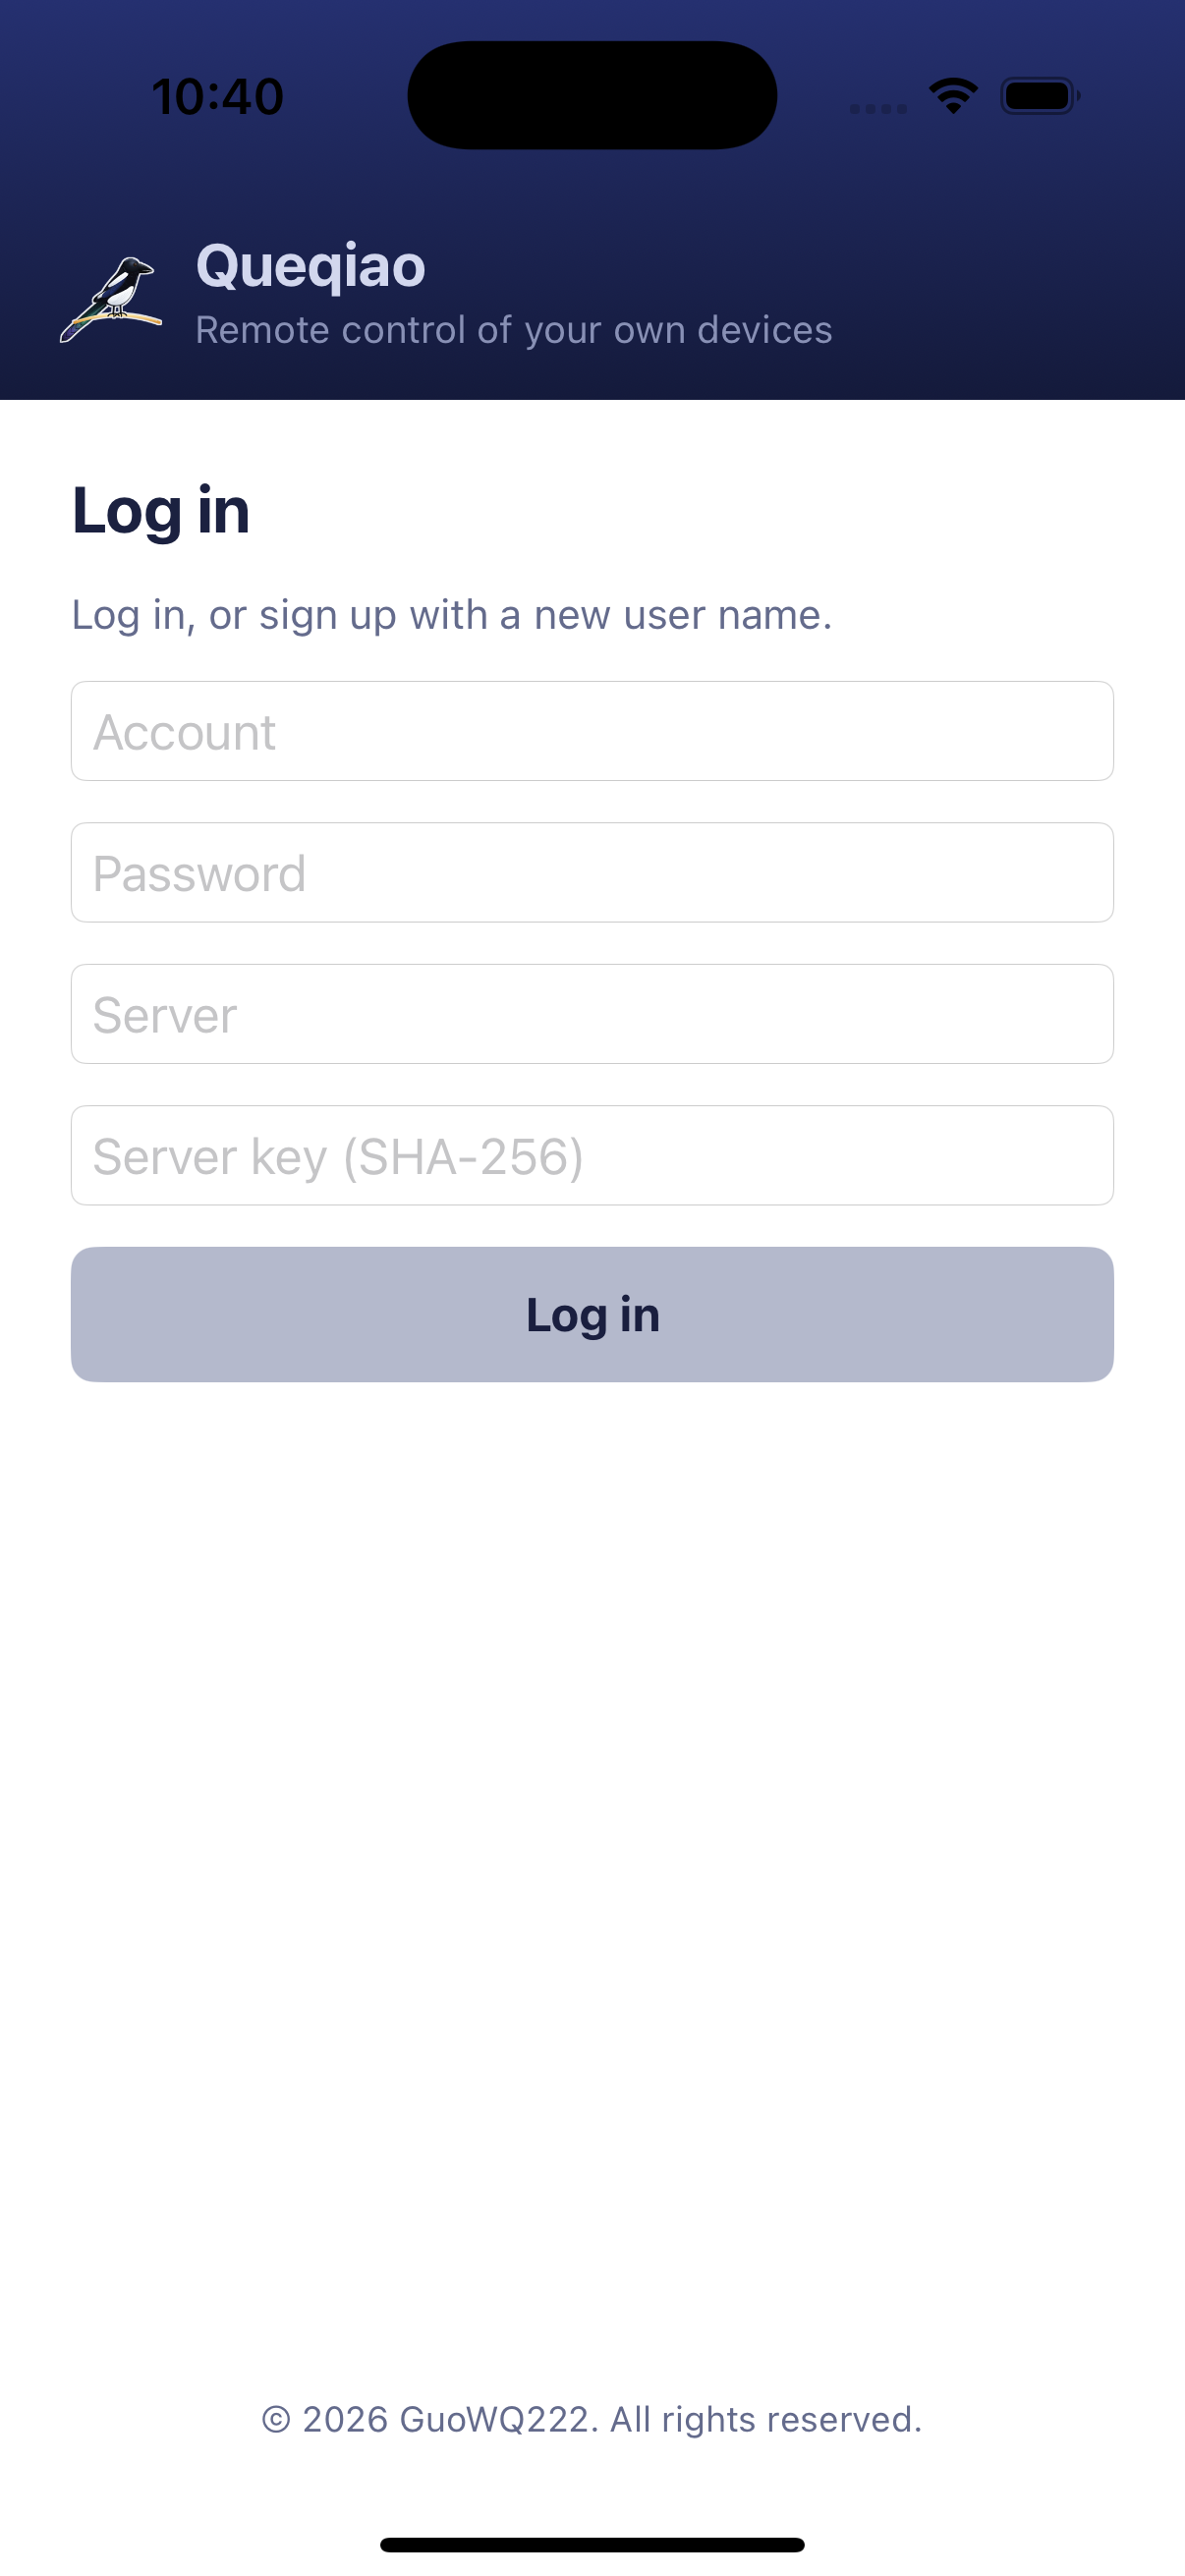 10:40
Queqiao
Remote control of your own devices
Log in
Log in, or sign up with a new user name.
Account
Password
Server
Server key (SHA-256)
Log in
© 2026 GuoWQ222. All rights reserved.